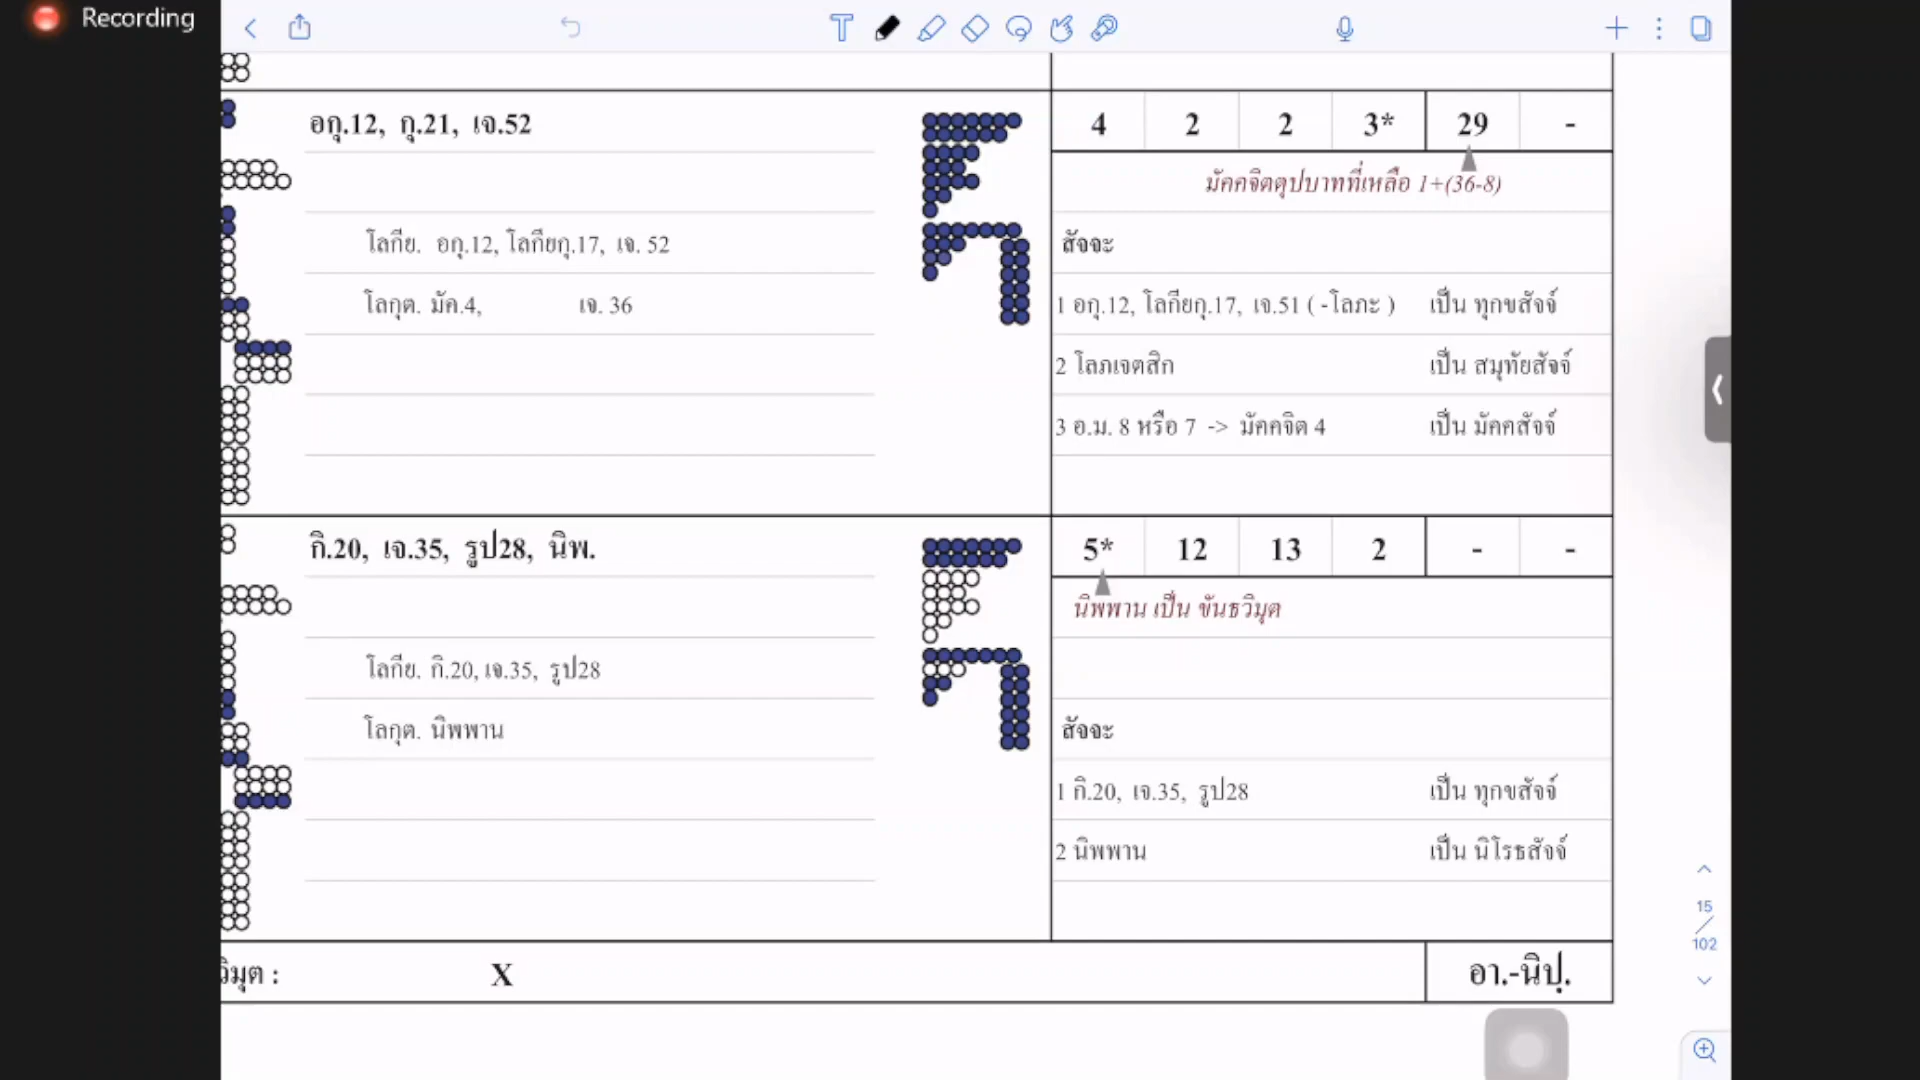 Recording
อกุ.12, กุ.21, เจ.52
4 2 2 3* 29 -
มัคคจิตตุปบาทที่เหลือ 1+(36-8)
โลกีย. อกุ.12, โลกียกุ.17, เจ. 52
สัจจะ
โลกุต. มัค.4, เจ. 36
1 อกุ.12, โลกียกุ.17, เจ.51 ( -โลภะ ) เป็น ทุกขสัจจ์
2 โลภเจตสิก เป็น สมุทัยสัจจ์
3 อ.ม. 8 หรือ 7 -> มัคคจิต 4 เป็น มัคคสัจจ์
กิ.20, เจ.35, รูป28, นิพ.
5* 12 13 2 - -
นิพพาน เป็น ขันธวิมุต
โลกีย. กิ.20, เจ.35, รูป28
โลกุต. นิพพาน
สัจจะ
1 กิ.20, เจ.35, รูป28 เป็น ทุกขสัจจ์
2 นิพพาน เป็น นิโรธสัจจ์
วิมุต : X
อา.-นิปฺ.
15
/
102